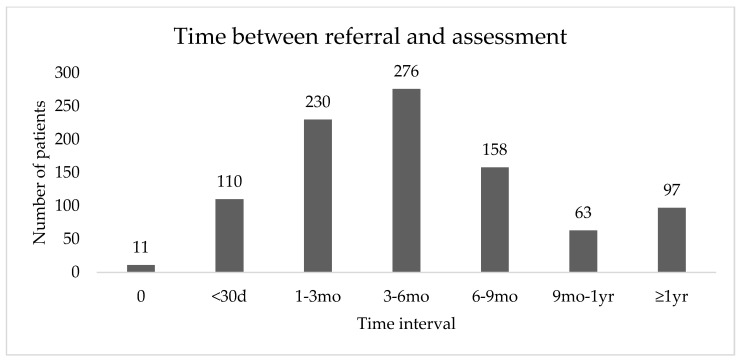 Time between referral and assessment
Number of patients
300
250
200
150
100
50
0
11
110
230
276
158
63
97
0
<30d
1-3mo
3-6mo
6-9mo
9mo-1yr
≥1yr
Time interval